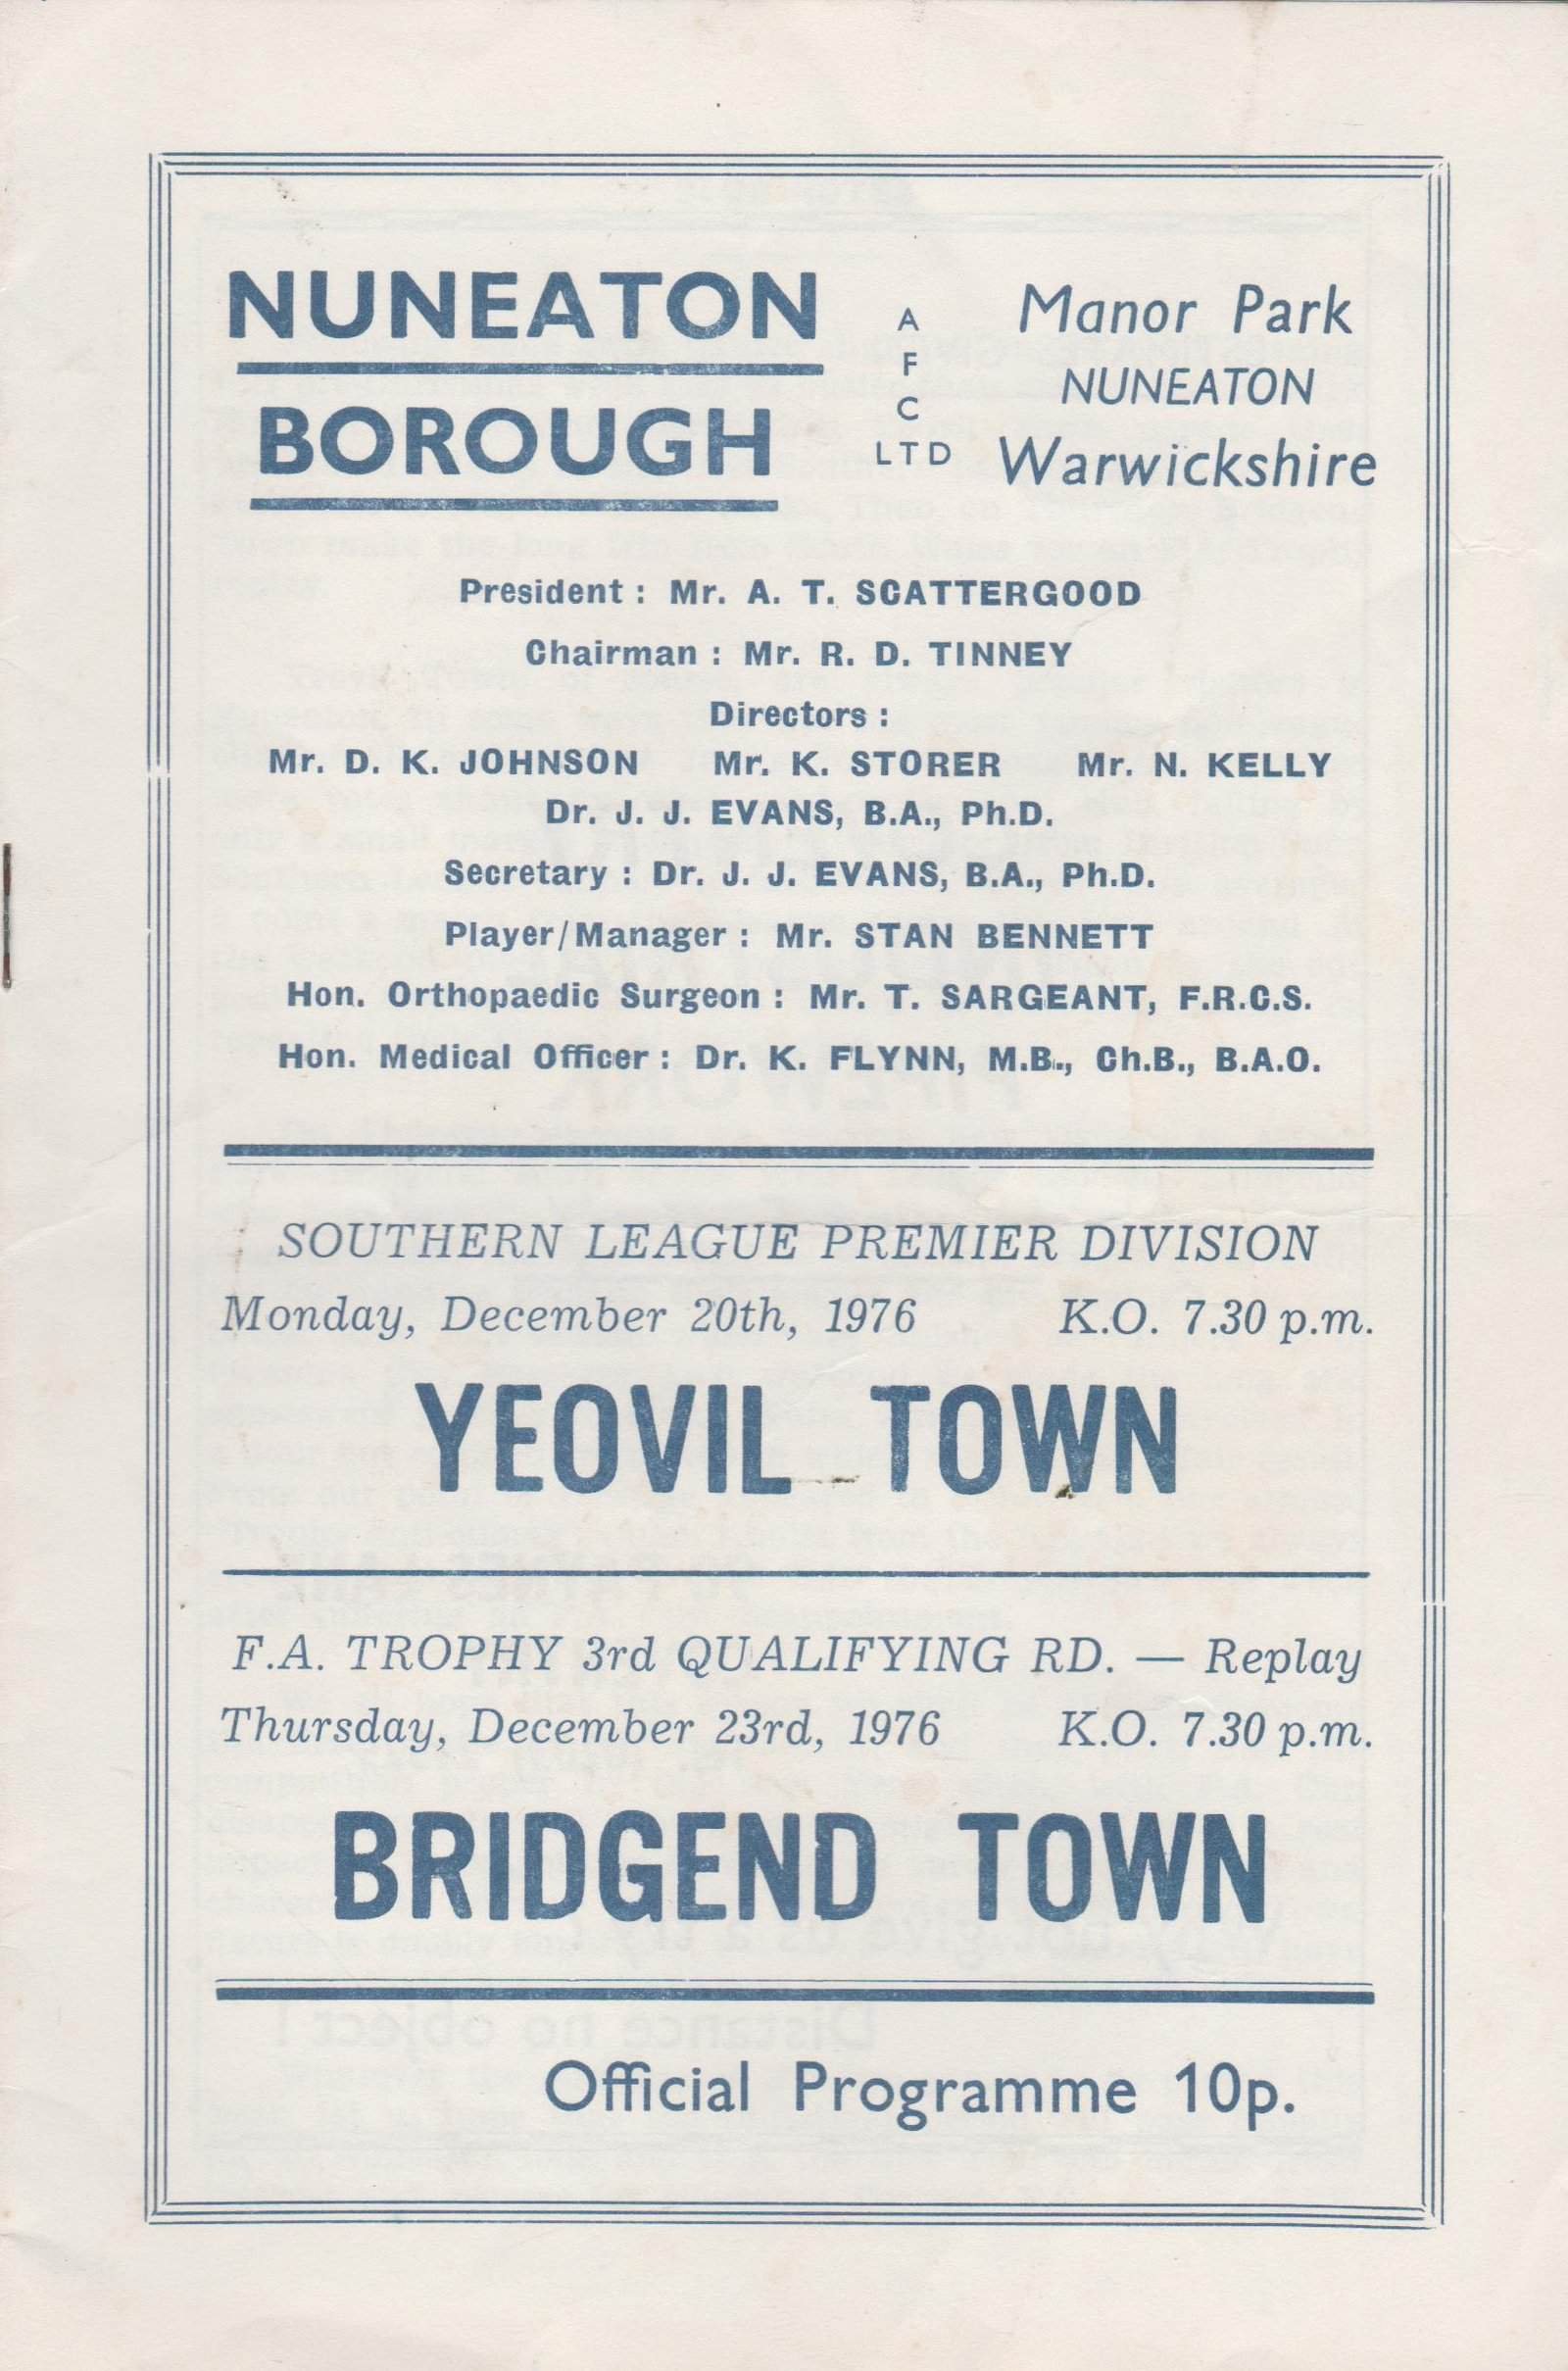 NUNEATON
BOROUGH
A
F
C
LTD
Manor Park
NUNEATON
Warwickshire
President : Mr. A. T. SCATTERGOOD
Chairman : Mr. R. D. TINNEY
Directors :
Mr. D. K. JOHNSON Mr. K. STORER Mr. N. KELLY
Dr. J. J. EVANS, B.A., Ph.D.
Secretary : Dr. J. J. EVANS, B.A., Ph.D.
Player/Manager : Mr. STAN BENNETT
Hon. Orthopaedic Surgeon : Mr. T. SARGEANT, F.R.C.S.
Hon. Medical Officer : Dr. K. FLYNN, M.B., Ch.B., B.A.O.
SOUTHERN LEAGUE PREMIER DIVISION
Monday, December 20th, 1976 K.O. 7.30 p.m.
YEOVIL TOWN
F.A. TROPHY 3rd QUALIFYING RD. — Replay
Thursday, December 23rd, 1976 K.O. 7.30 p.m.
BRIDGEND TOWN
Official Programme 10p.